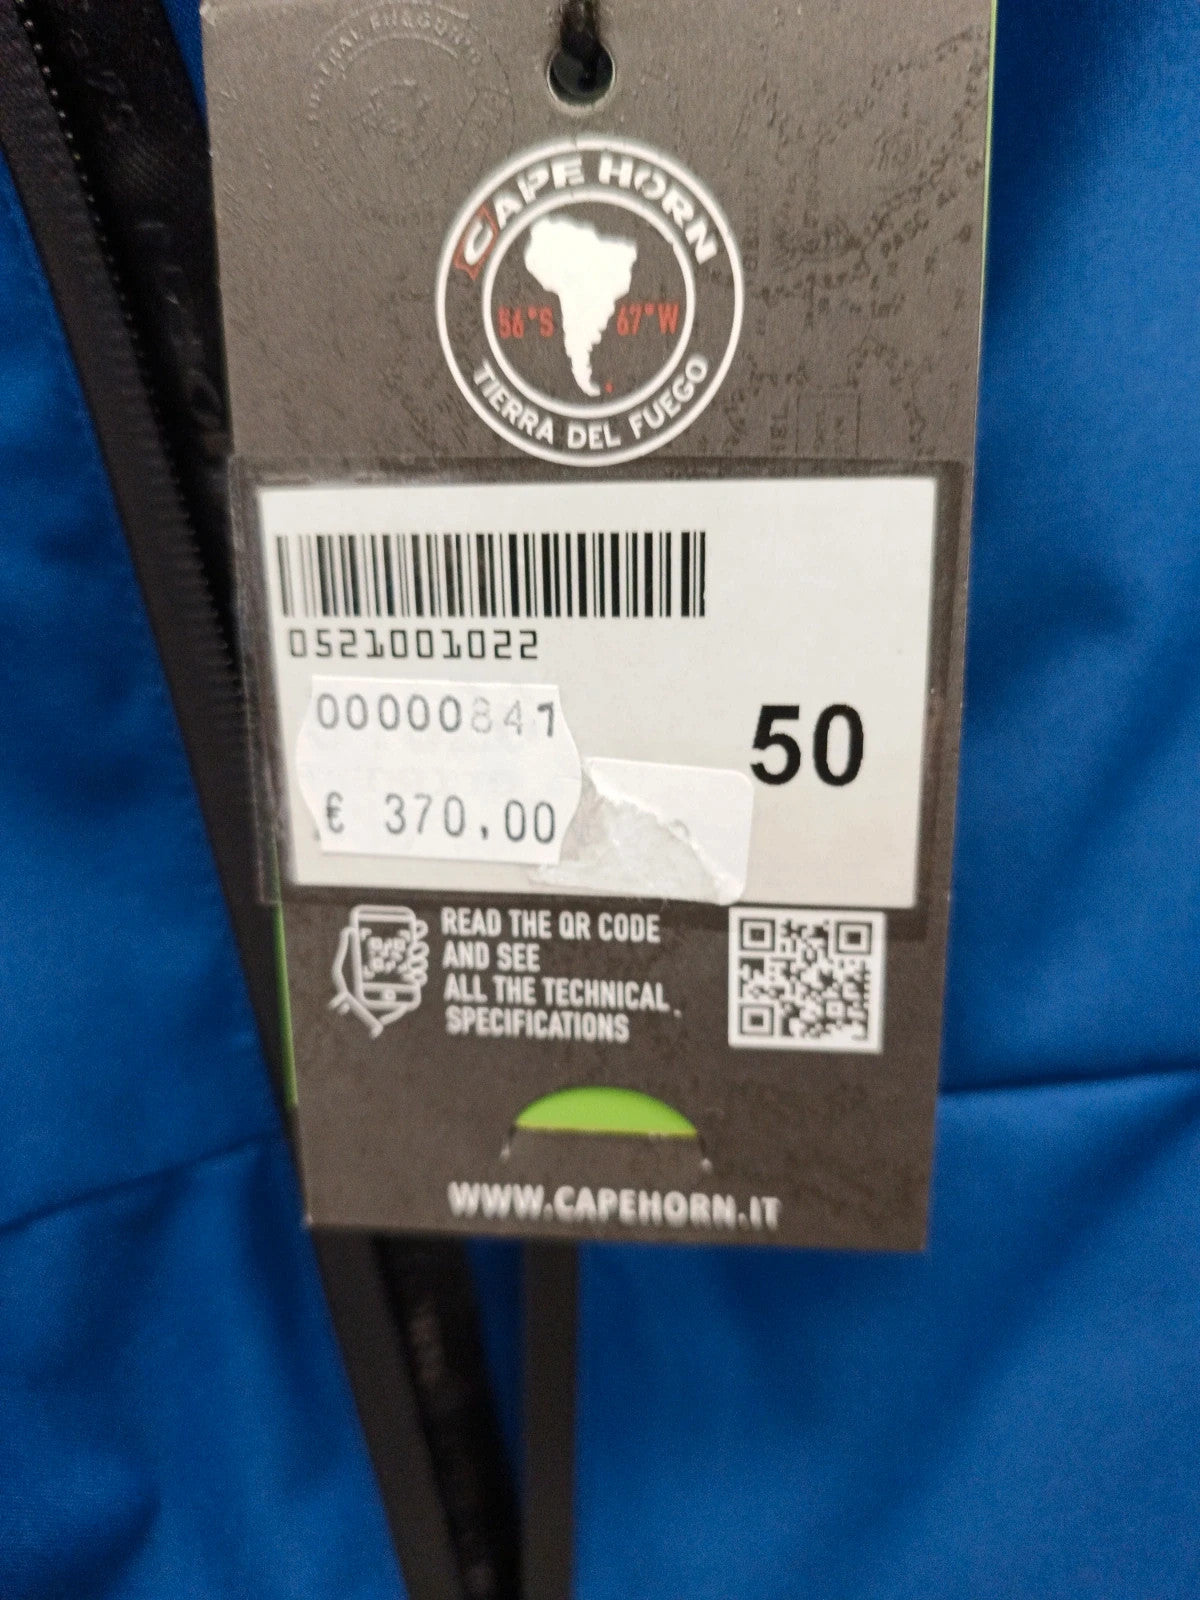 CAPE HORN
56°S 67°W
TIERRA DEL FUEGO
0521001022
00000841
50
€ 370,00
READ THE QR CODE
AND SEE
ALL THE TECHNICAL
SPECIFICATIONS
WWW.CAPEHORN.IT